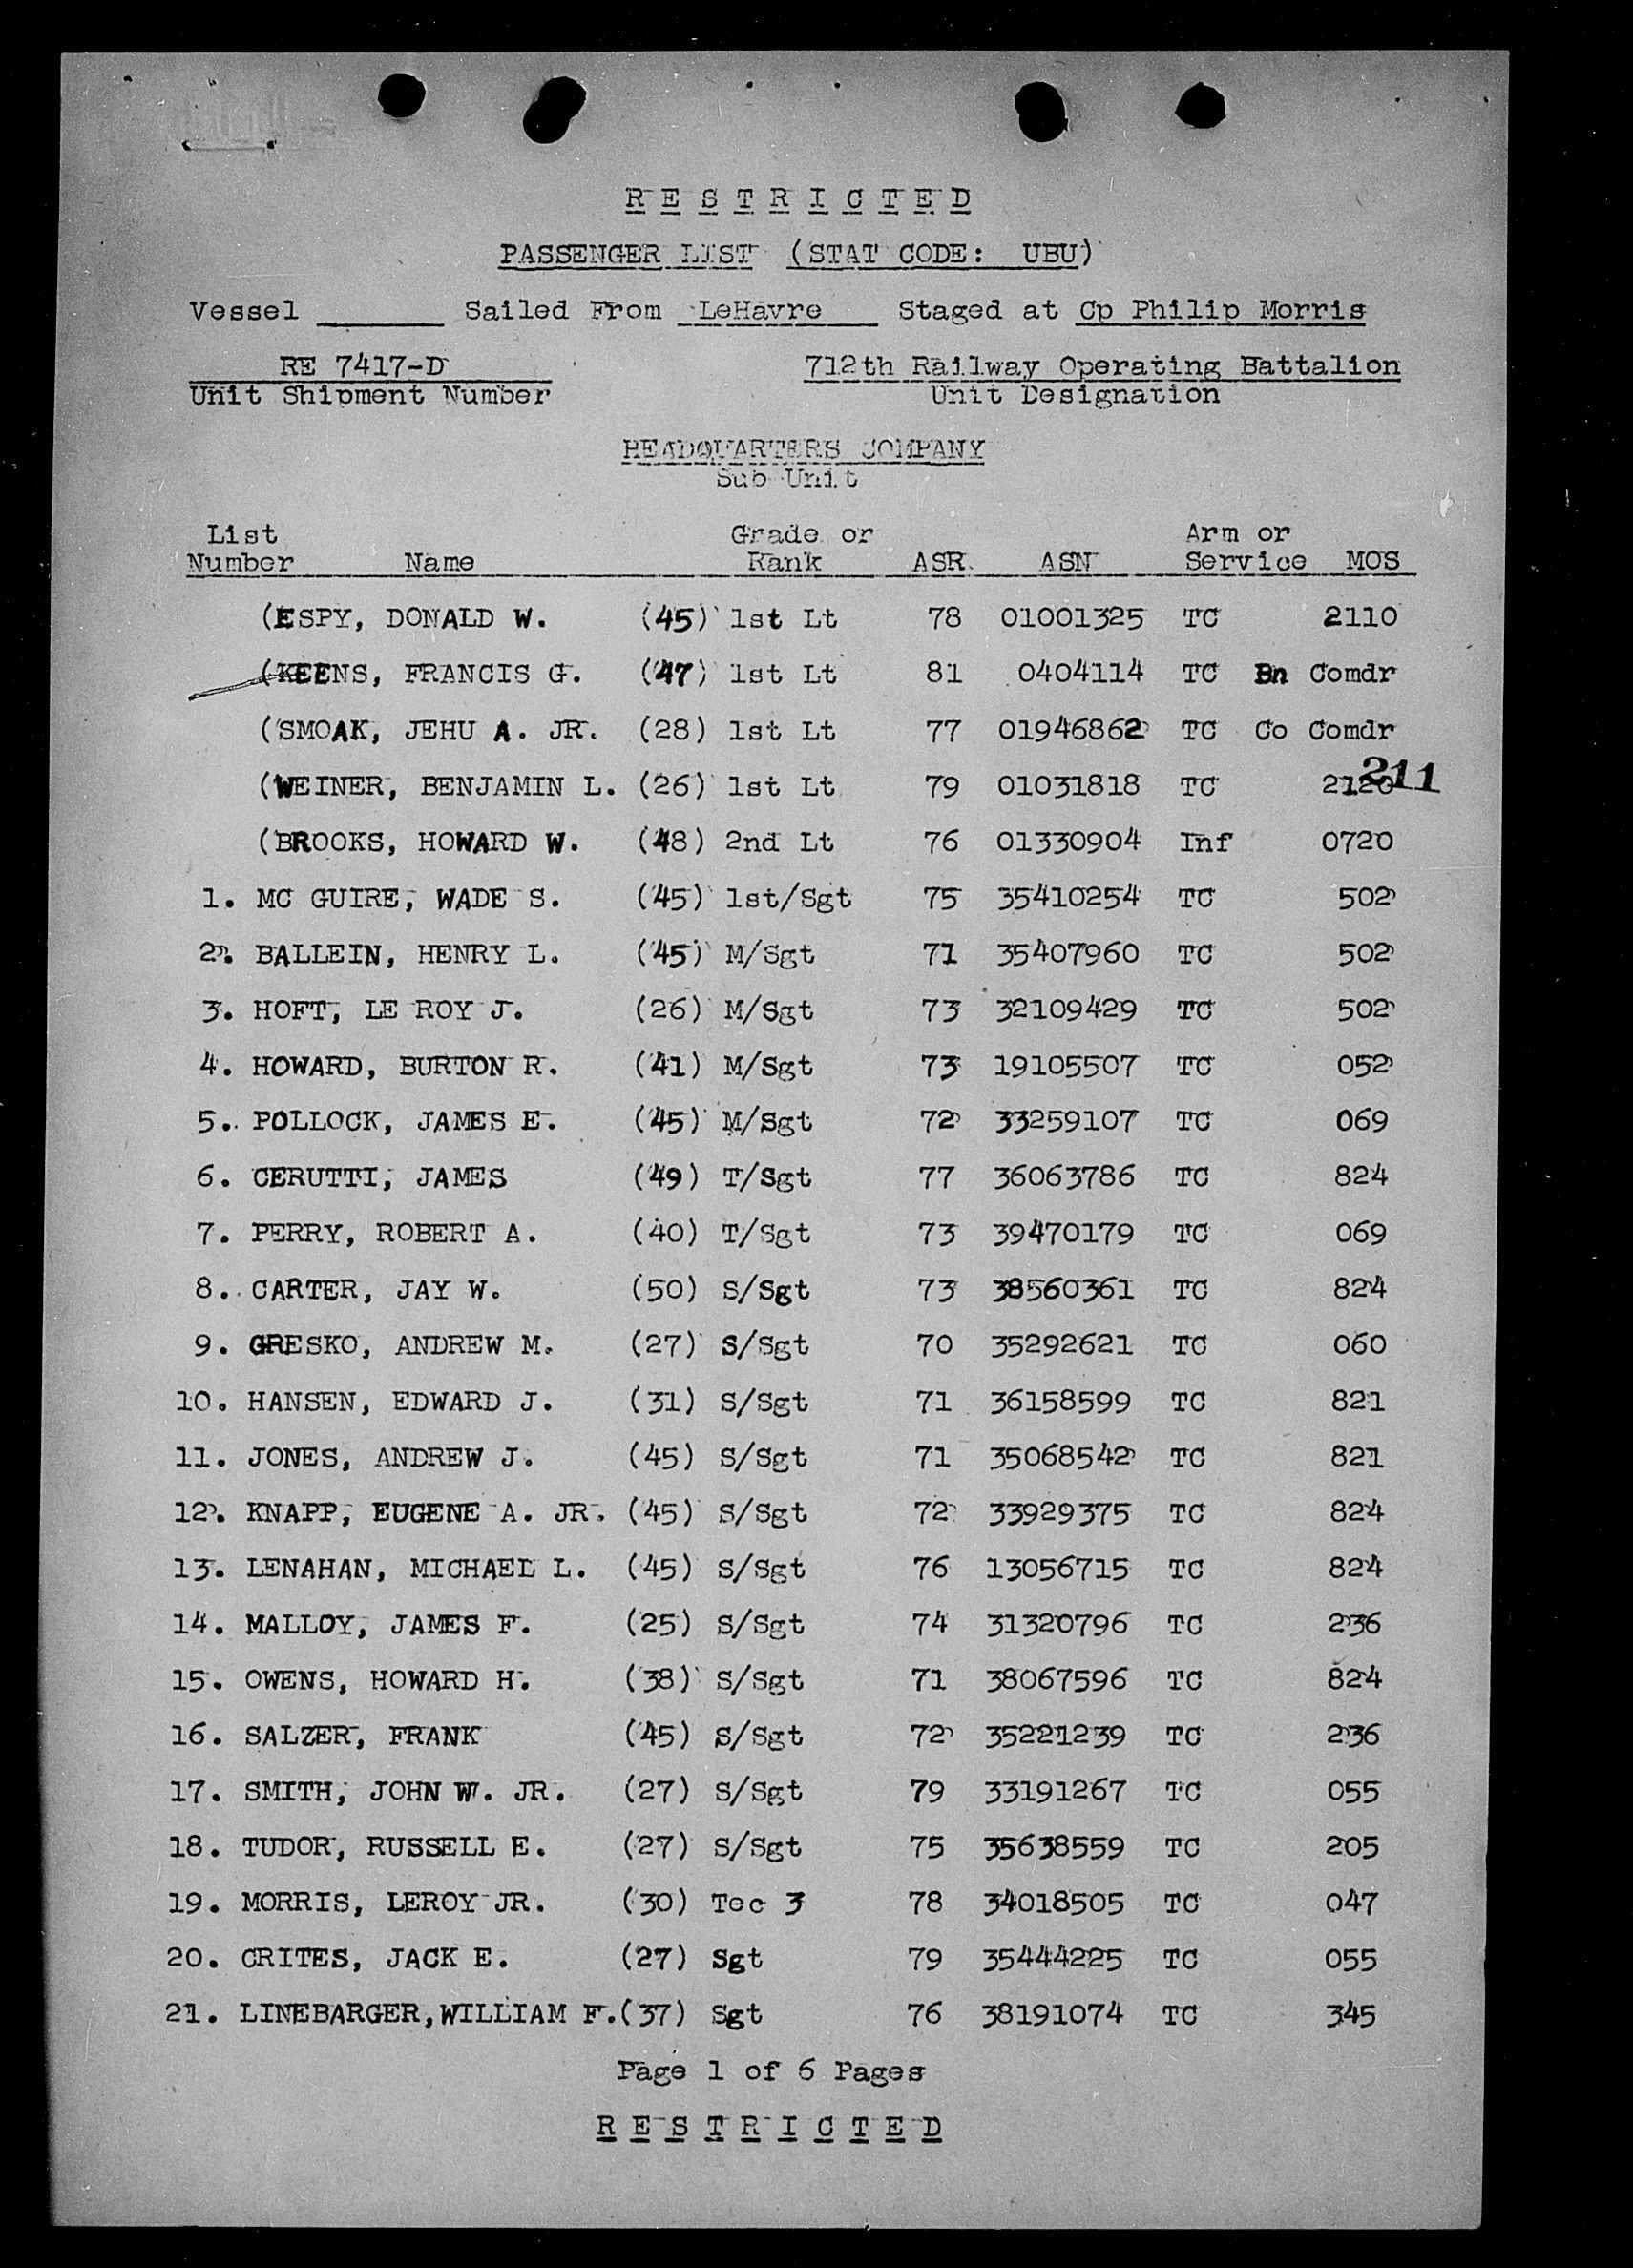 R E S T R I C T E D
PASSENGER LIST (STAT CODE: UBU)
Vessel _______ Sailed From LeHavre Staged at Cp Philip Morris
RE 7417-D 712th Railway Operating Battalion
Unit Shipment Number Unit Designation
HEADQUARTERS COMPANY
Sub Unit
List Grade or Arm or
Number Name Rank ASR ASN Service MOS
(ESPY, DONALD W. (45) 1st Lt 78 01001325 TC 2110
(KEENS, FRANCIS G. (47) 1st Lt 81 0404114 TC Bn Comdr
(SMOAK, JEHU A. JR. (28) 1st Lt 77 01946862 TC Co Comdr
211
(WEINER, BENJAMIN L. (26) 1st Lt 79 01031818 TC 2120
(BROOKS, HOWARD W. (48) 2nd Lt 76 01330904 Inf 0720
1. MC GUIRE, WADE S. (45) 1st/Sgt 75 35410254 TC 502
2. BALLEIN, HENRY L. (45) M/Sgt 71 35407960 TC 502
3. HOFT, LE ROY J. (26) M/Sgt 73 32109429 TC 502
4. HOWARD, BURTON R. (41) M/Sgt 73 19105507 TC 052
5. POLLOCK, JAMES E. (45) M/Sgt 72 33259107 TC 069
6. CERUTTI, JAMES (49) T/Sgt 77 36063786 TC 824
7. PERRY, ROBERT A. (40) T/Sgt 73 39470179 TC 069
8. CARTER, JAY W. (50) S/Sgt 73 38560361 TC 824
9. GRESKO, ANDREW M. (27) S/Sgt 70 35292621 TC 060
10. HANSEN, EDWARD J. (31) S/Sgt 71 36158599 TC 821
11. JONES, ANDREW J. (45) S/Sgt 71 35068542 TC 821
12. KNAPP, EUGENE A. JR. (45) S/Sgt 72 33929375 TC 824
13. LENAHAN, MICHAEL L. (45) S/Sgt 76 13056715 TC 824
14. MALLOY, JAMES F. (25) S/Sgt 74 31320796 TC 236
15. OWENS, HOWARD H. (38) S/Sgt 71 38067596 TC 824
16. SALZER, FRANK (45) S/Sgt 72 35221239 TC 236
17. SMITH, JOHN W. JR. (27) S/Sgt 79 33191267 TC 055
18. TUDOR, RUSSELL E. (27) S/Sgt 75 35638559 TC 205
19. MORRIS, LEROY JR. (30) Tec 3 78 34018505 TC 047
20. CRITES, JACK E. (27) Sgt 79 35444225 TC 055
21. LINEBARGER, WILLIAM F. (37) Sgt 76 38191074 TC 345
Page 1 of 6 Pages
R E S T R I C T E D